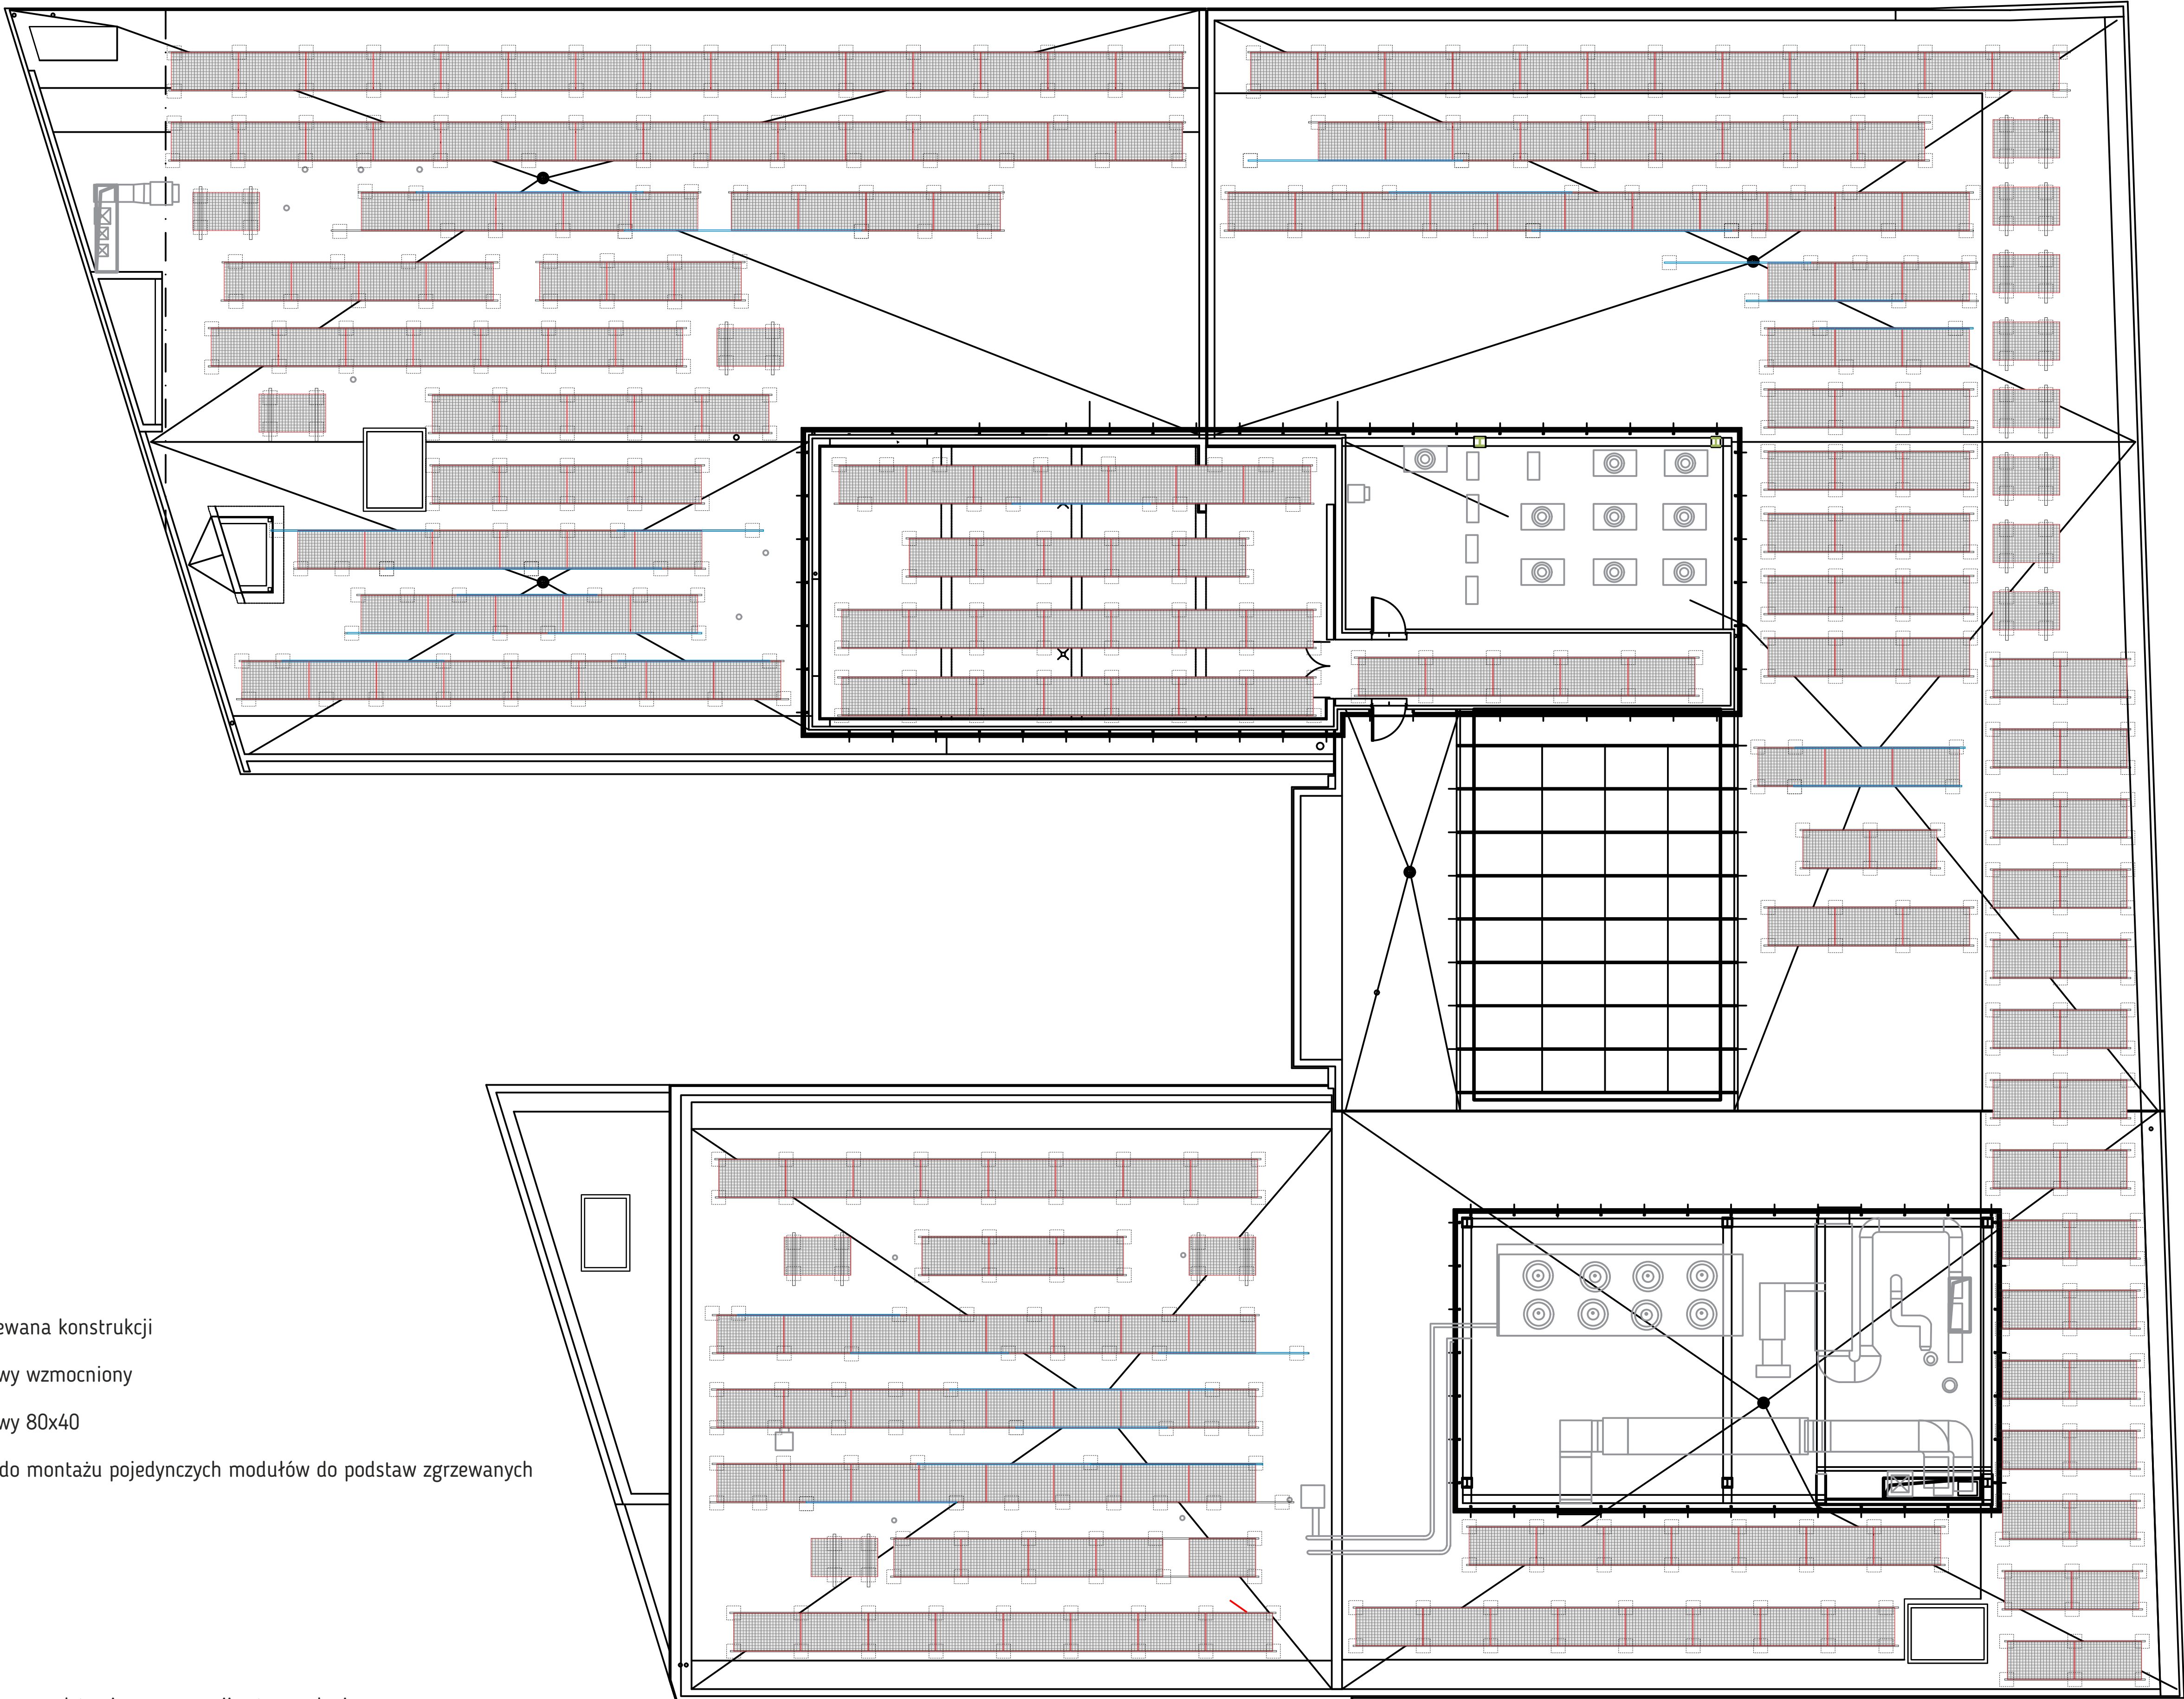 ewana konstrukcji
wy wzmocniony
wy 80x40
do montażu pojedynczych modułów do podstaw zgrzewanych